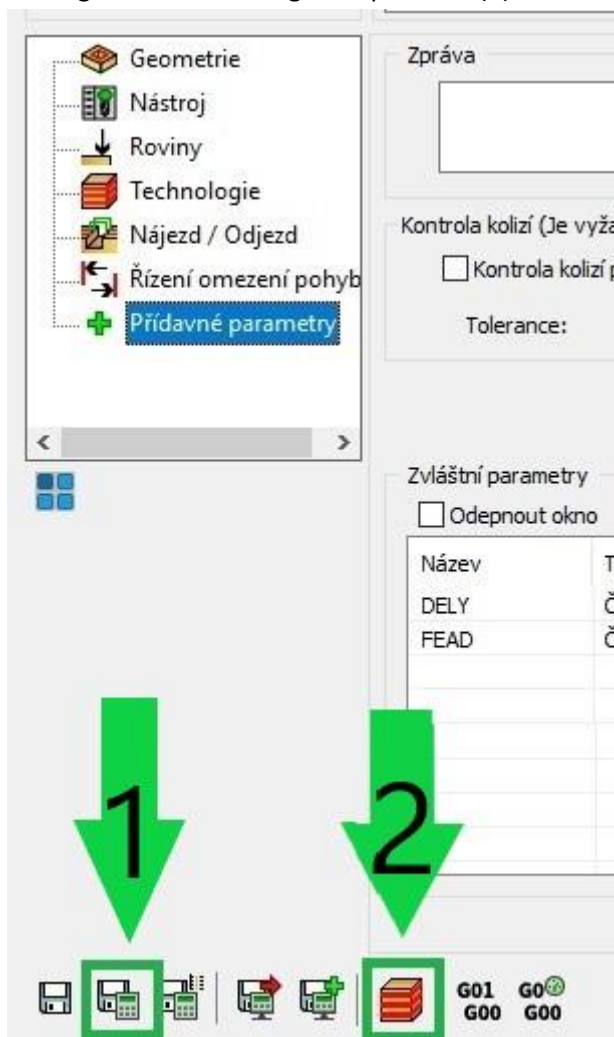 Geometrie
Nástroj
Roviny
Technologie
Nájezd / Odjezd
Řízení omezení pohyb
Přídavné parametry
Zpráva
Kontrola kolizí (Je vyža
Kontrola kolizí p
Tolerance:
Zvláštní parametry
Odepnout okno
Název T
DELY Č
FEAD Č
1
2
G01 G0
G00 G00